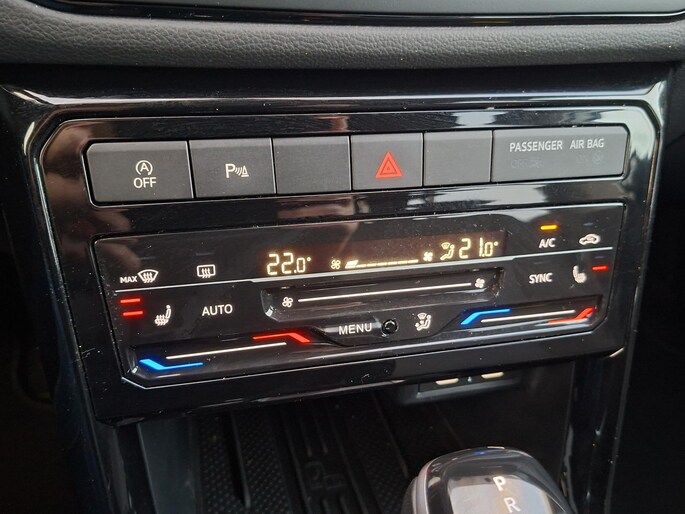 OFF
P
PASSENGER AIR BAG
MAX
22.0°
21.0°
A/C
AUTO
SYNC
MENU
P
R